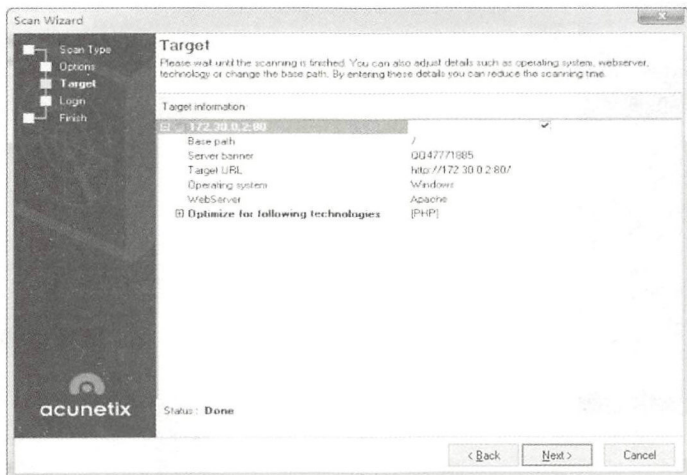 Scan Wizard
Scan Type
Options
Target
Login
Finish
Target
Please wait until the scanning is finished. You can also adjust details such as operating system, webserver,
technology or change the base path. By entering these details you can reduce the scanning time.
Target information
172.30.0.2:80
Base path /
Server banner QQ47771885
Target URL http://172.30.0.2:80/
Operating system Windows
WebServer Apache
Optimize for following technologies [PHP]
acunetix
Status: Done
< Back Next > Cancel